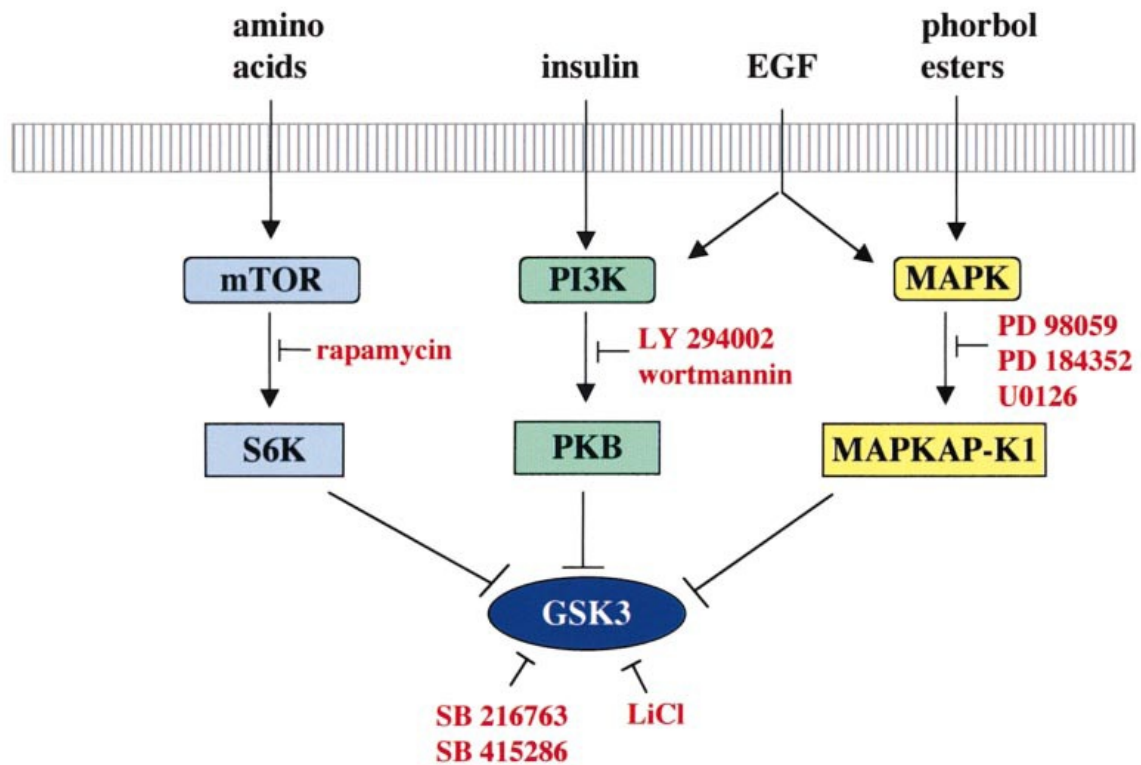 amino
acids
insulin
EGF
phorbol
esters
mTOR
PI3K
MAPK
rapamycin
LY 294002
wortmannin
PD 98059
PD 184352
U0126
S6K
PKB
MAPKAP-K1
GSK3
SB 216763
SB 415286
LiCl